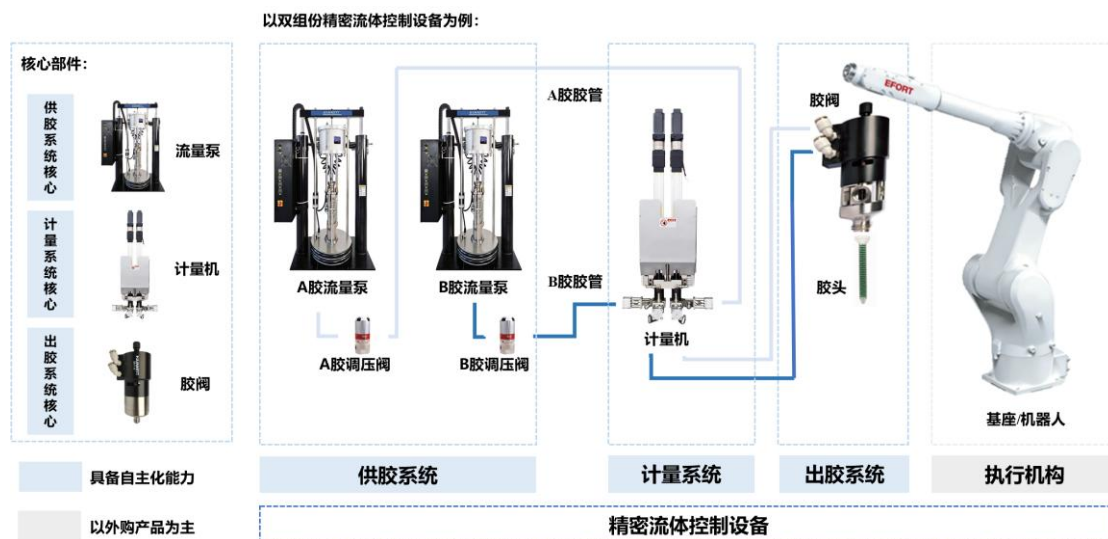 以双组份精密流体控制设备为例：
核心部件：
供胶系统核心
流量泵
计量系统核心
计量机
出胶系统核心
胶阀
A胶流量泵
B胶流量泵
A胶调压阀
B胶调压阀
A胶胶管
B胶胶管
计量机
胶阀
胶头
EFORT
基座/机器人
具备自主化能力
以外购产品为主
供胶系统
计量系统
出胶系统
执行机构
精密流体控制设备